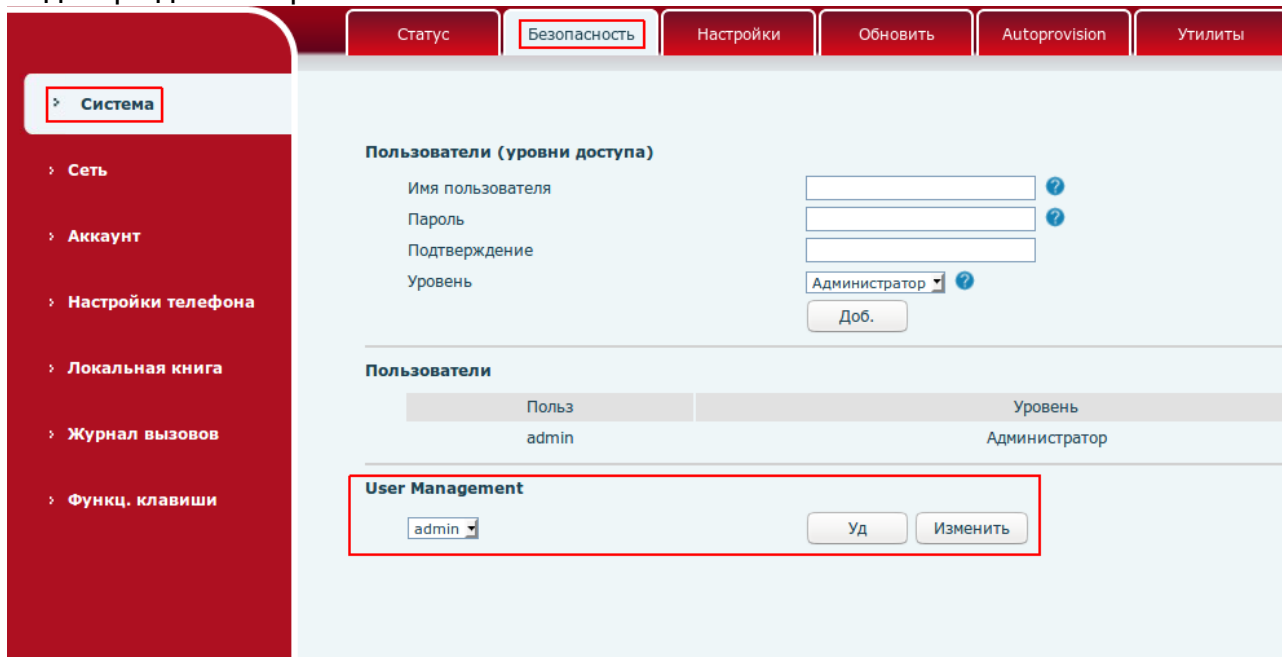 Статус Безопасность Настройки Обновить Autoprovision Утилиты
Система
Сеть
Аккаунт
Настройки телефона
Локальная книга
Журнал вызовов
Функц. клавиши
Пользователи (уровни доступа)
Имя пользователя
Пароль
Подтверждение
Уровень Администратор
Доб.
Пользователи
Польз Уровень
admin Администратор
User Management
admin Уд Изменить